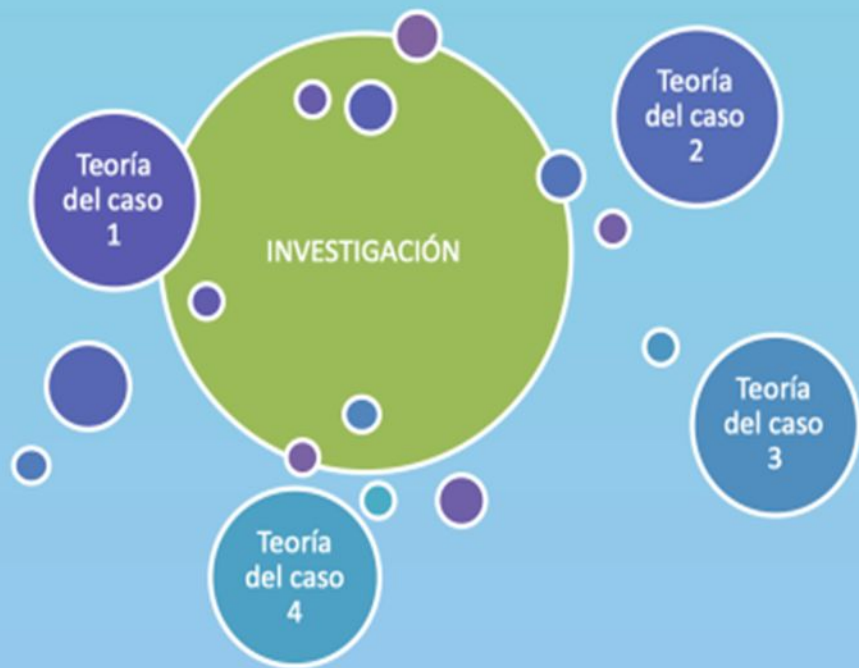 Teoría
del caso
1
INVESTIGACIÓN
Teoría
del caso
2
Teoría
del caso
3
Teoría
del caso
4